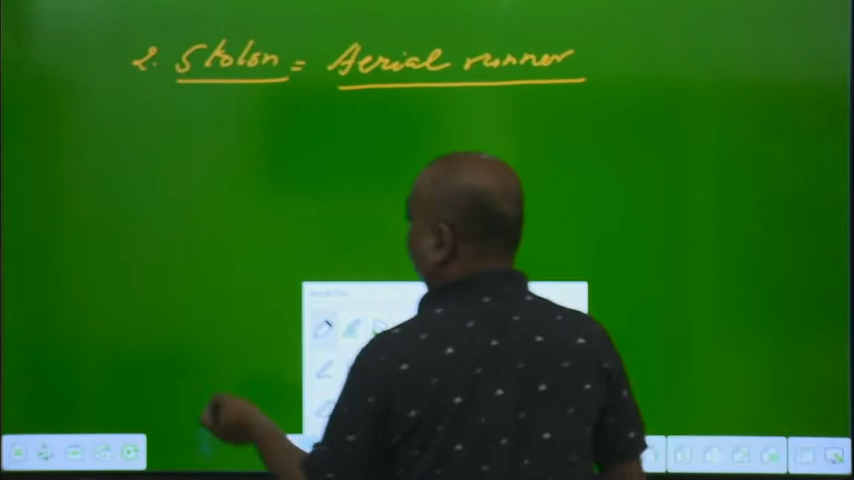 2. Stolon = Aerial runner